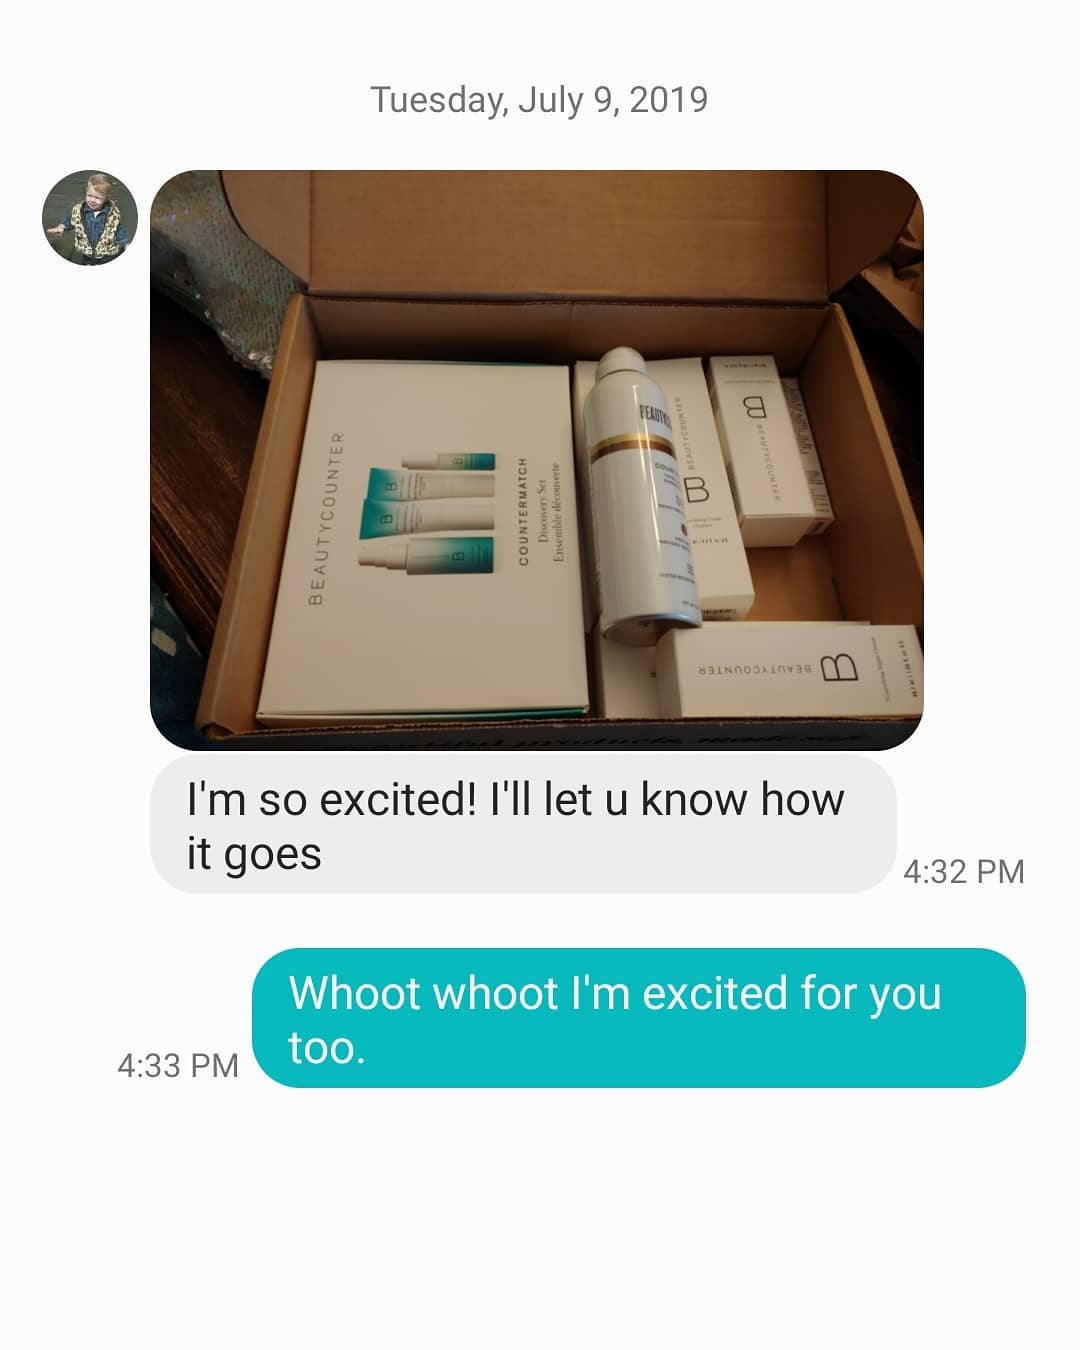 Tuesday, July 9, 2019
BEAUTYCOUNTER
COUNTERMATCH
Discovery Set
Ensemble découverte
BEAUTY
BEAUTYCOUNTER
B
B
BEAUTYCOUNTER
BEAUTYCOUNTER
B
I'm so excited! I'll let u know how
it goes
4:32 PM
Whoot whoot I'm excited for you
too.
4:33 PM